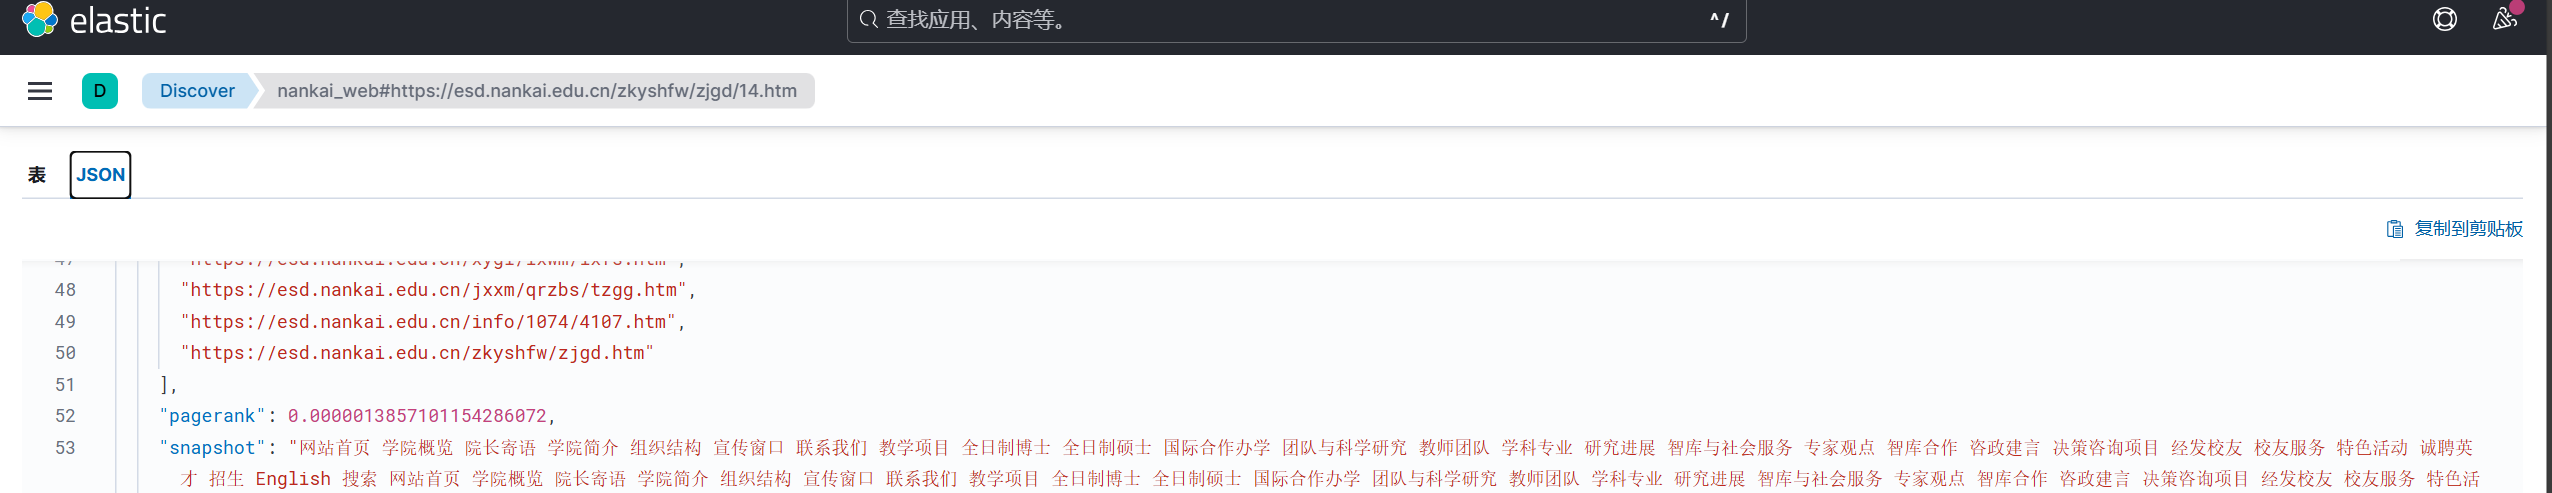 elastic
查找应用、内容等。
^/
D
Discover
nankai_web#https://esd.nankai.edu.cn/zkyshfw/zjgd/14.htm
表
JSON
复制到剪贴板
48 "https://esd.nankai.edu.cn/jxxm/qrzbs/tzgg.htm",
49 "https://esd.nankai.edu.cn/info/1074/4107.htm",
50 "https://esd.nankai.edu.cn/zkyshfw/zjgd.htm"
51 ],
52 "pagerank": 0.0000013857101154286072,
53 "snapshot": "网站首页 学院概览 院长寄语 学院简介 组织结构 宣传窗口 联系我们 教学项目 全日制博士 全日制硕士 国际合作办学 团队与科学研究 教师团队 学科专业 研究进展 智库与社会服务 专家观点 智库合作 咨政建言 决策咨询项目 经发校友 校友服务 特色活动 诚聘英
才 招生 English 搜索 网站首页 学院概览 院长寄语 学院简介 组织结构 宣传窗口 联系我们 教学项目 全日制博士 全日制硕士 国际合作办学 团队与科学研究 教师团队 学科专业 研究进展 智库与社会服务 专家观点 智库合作 咨政建言 决策咨询项目 经发校友 校友服务 特色活